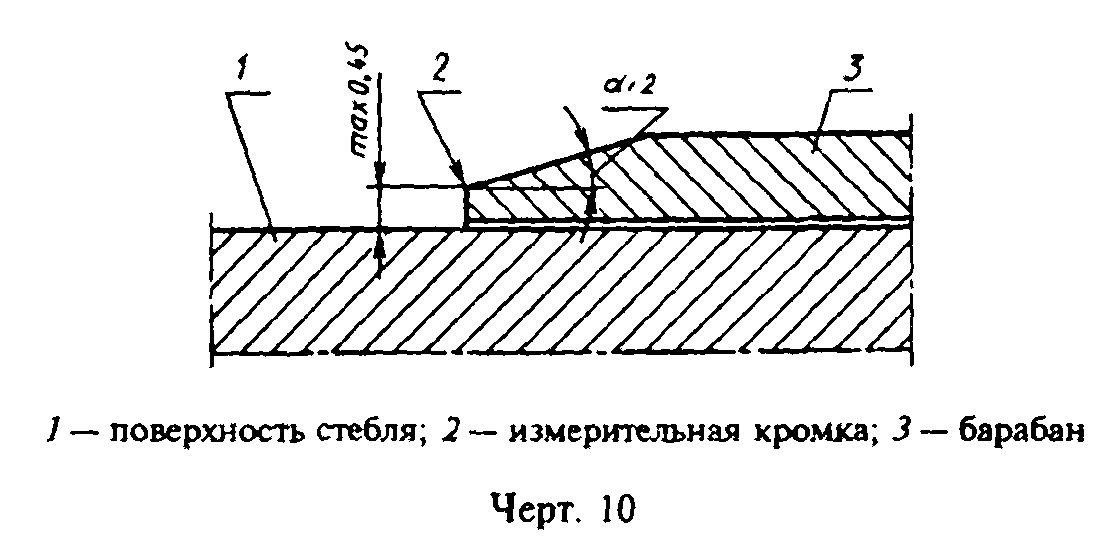 1
max 0,45
2
α/2
3
1 — поверхность стебля; 2 — измерительная кромка; 3 — барабан
Черт. 10